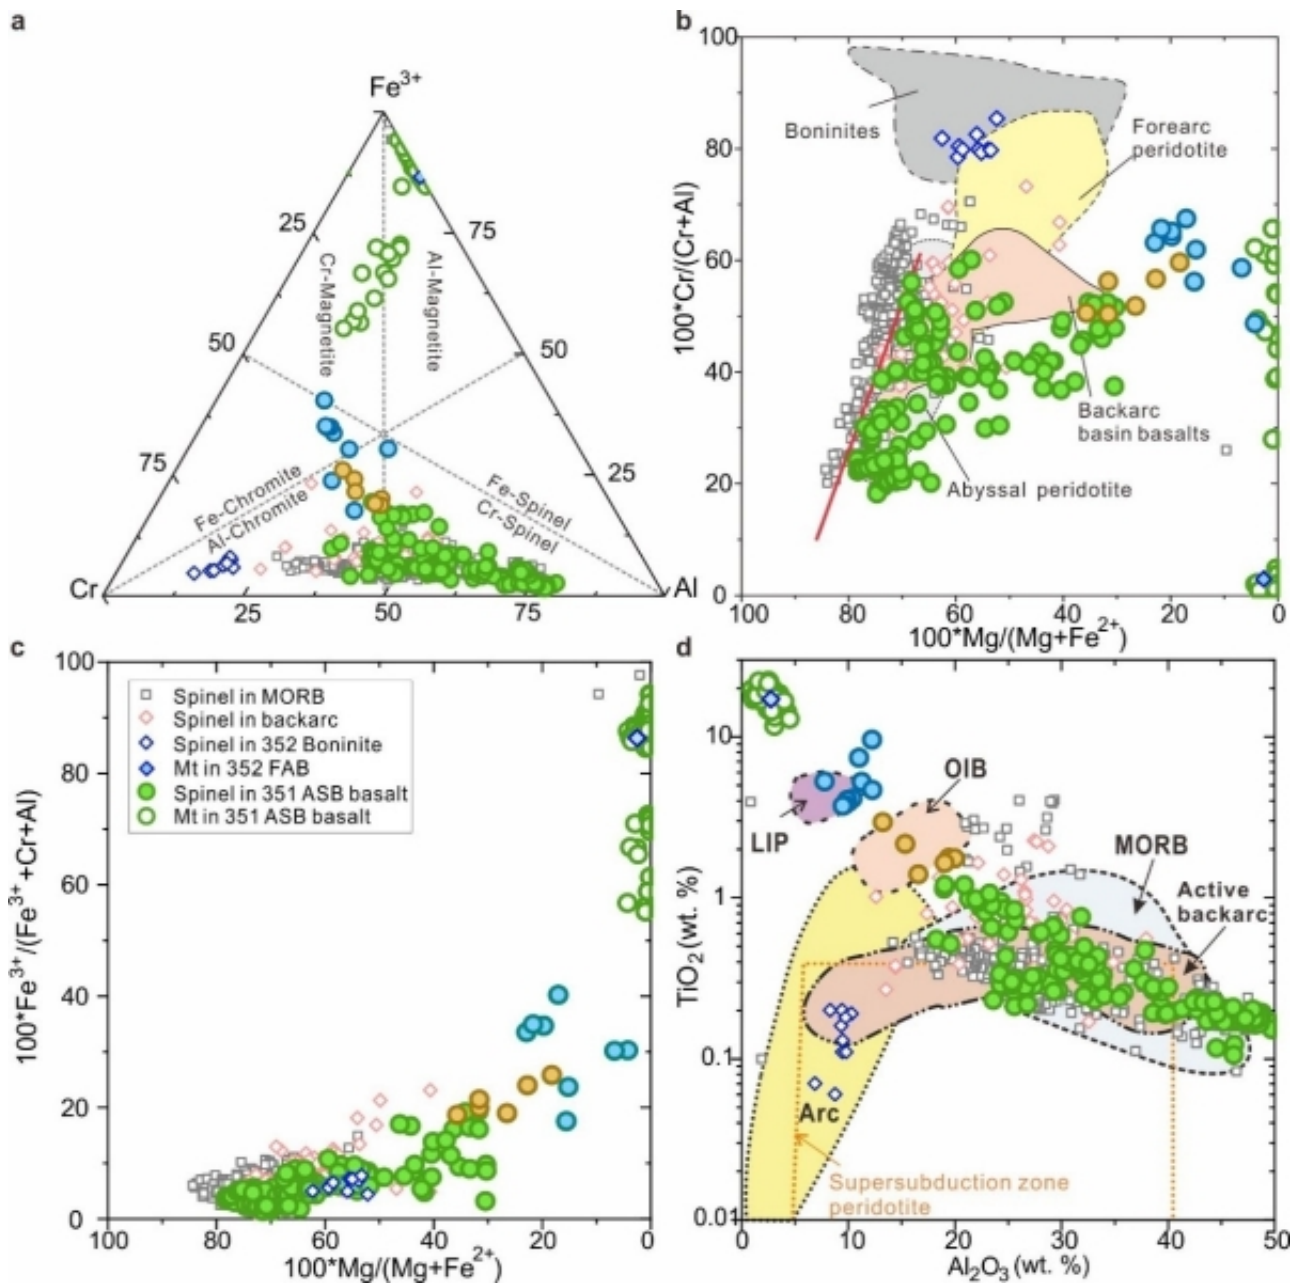 a
Fe3+
25
75
Cr-Magnetite
Al-Magnetite
50
50
75
25
Fe-Chromite
Al-Chromite
Fe-Spinel
Cr-Spinel
Cr
Al
25
50
75
b
100
80
60
40
20
0
100*Cr/(Cr+Al)
Boninites
Forearc
peridotite
Backarc
basin basalts
Abyssal peridotite
100
80
60
40
20
0
100*Mg/(Mg+Fe2+)
c
100
80
60
40
20
0
100*Fe3+/(Fe3++Cr+Al)
Spinel in MORB
Spinel in backarc
Spinel in 352 Boninite
Mt in 352 FAB
Spinel in 351 ASB basalt
Mt in 351 ASB basalt
100
80
60
40
20
0
100*Mg/(Mg+Fe2+)
d
10
1
0.1
0.01
TiO2 (wt. %)
OIB
LIP
MORB
Active
backarc
Arc
Supersubduction zone
peridotite
0
10
20
30
40
50
Al2O3 (wt. %)